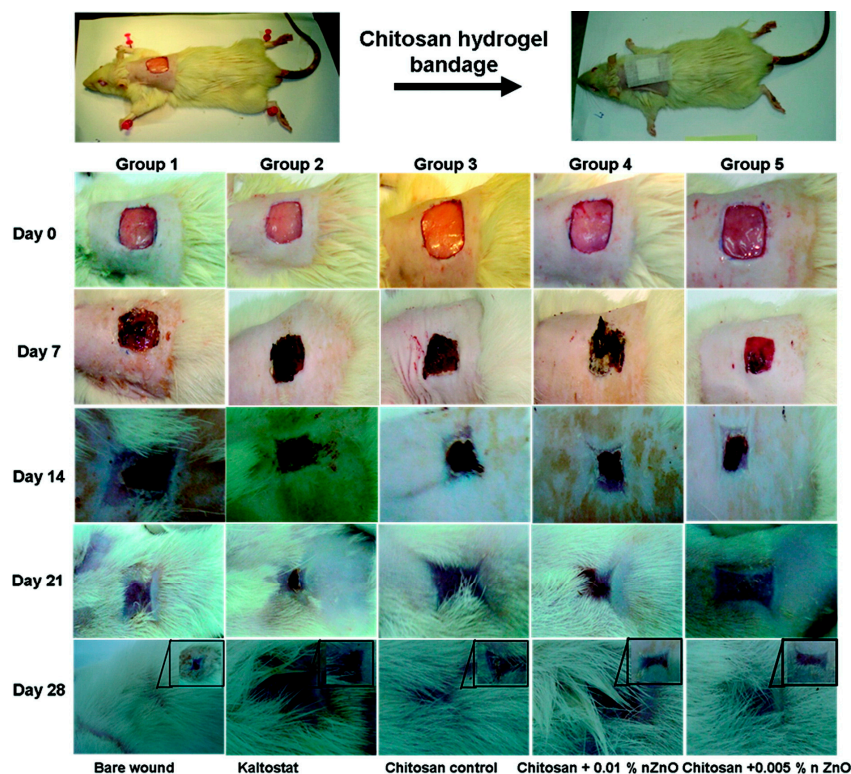 Chitosan hydrogel
bandage
Group 1 Group 2 Group 3 Group 4 Group 5
Day 0
Day 7
Day 14
Day 21
Day 28
Bare wound Kaltostat Chitosan control Chitosan + 0.01 % nZnO Chitosan +0.005 % n ZnO